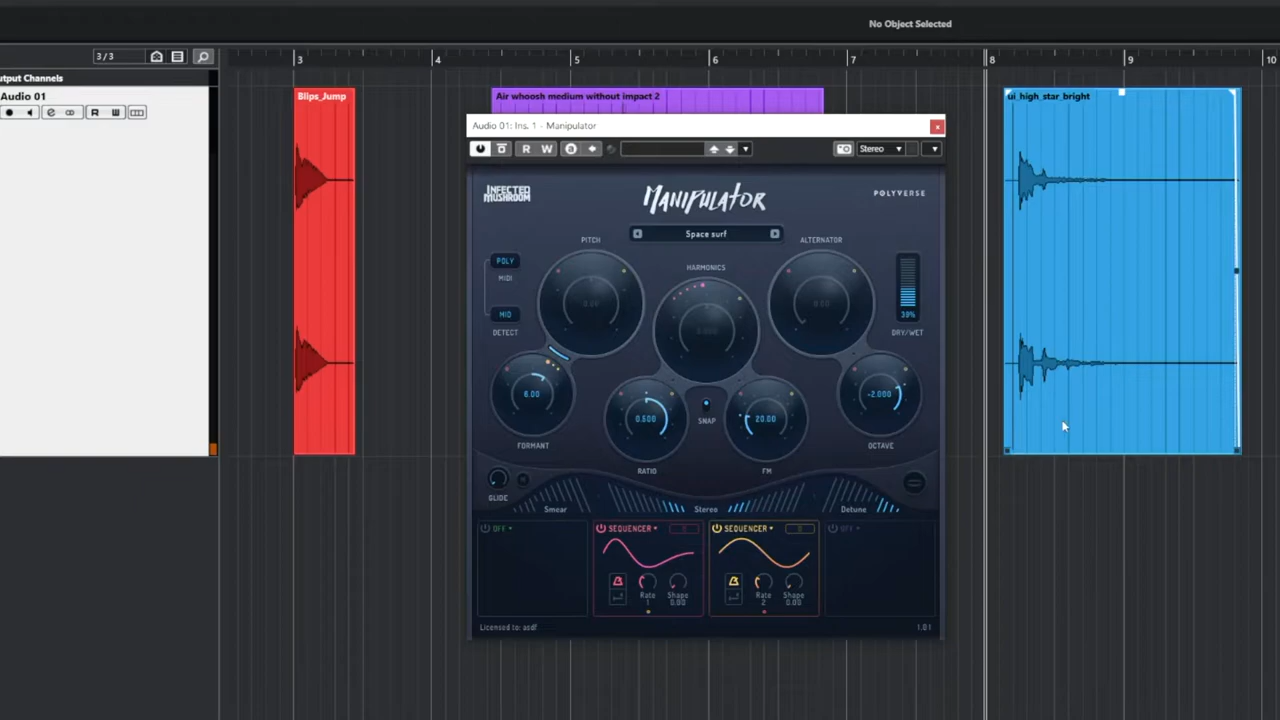 No Object Selected
3/3
3
4
5
6
7
8
9
10
utput Channels
Audio 01
R
Blips_Jump
Air whoosh medium without impact 2
ui_high_star_bright
Audio 01: Ins. 1 - Manipulator
R W
Stereo
INFECTED
MUSHROOM
MANIPULATOR
POLYVERSE
Space surf
PITCH
ALTERNATOR
HARMONICS
POLY
MIDI
MID
DETECT
39%
DRY/WET
6.00
0.500
SNAP
20.00
-2.000
FORMANT
RATIO
FM
OCTAVE
GLIDE
Smear
Stereo
Detune
OFF
SEQUENCER
SEQUENCER
OFF
Rate
1
Shape
0.00
Rate
2
Shape
0.00
Licensed to: asdf
1.01